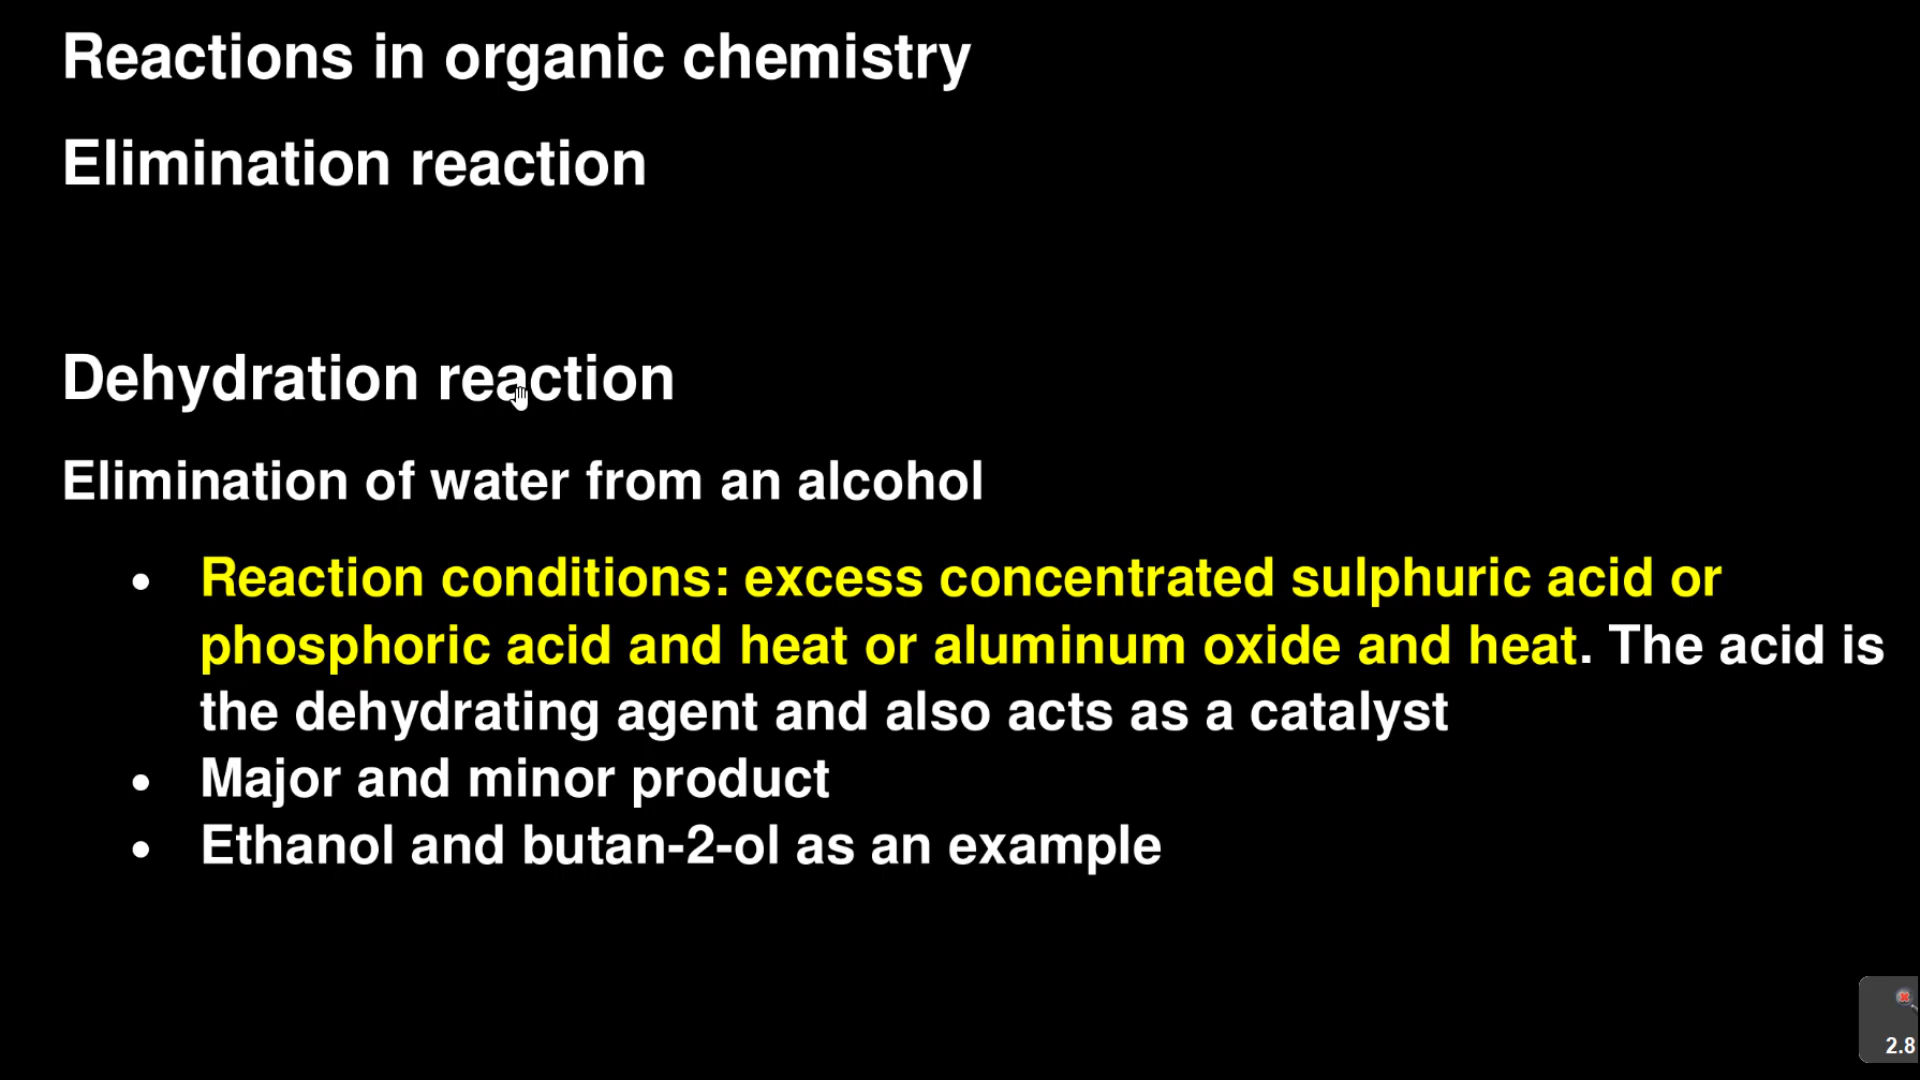 Reactions in organic chemistry
Elimination reaction
Dehydration reaction
Elimination of water from an alcohol
• Reaction conditions: excess concentrated sulphuric acid or
phosphoric acid and heat or aluminum oxide and heat. The acid is
the dehydrating agent and also acts as a catalyst
• Major and minor product
• Ethanol and butan-2-ol as an example
2.8